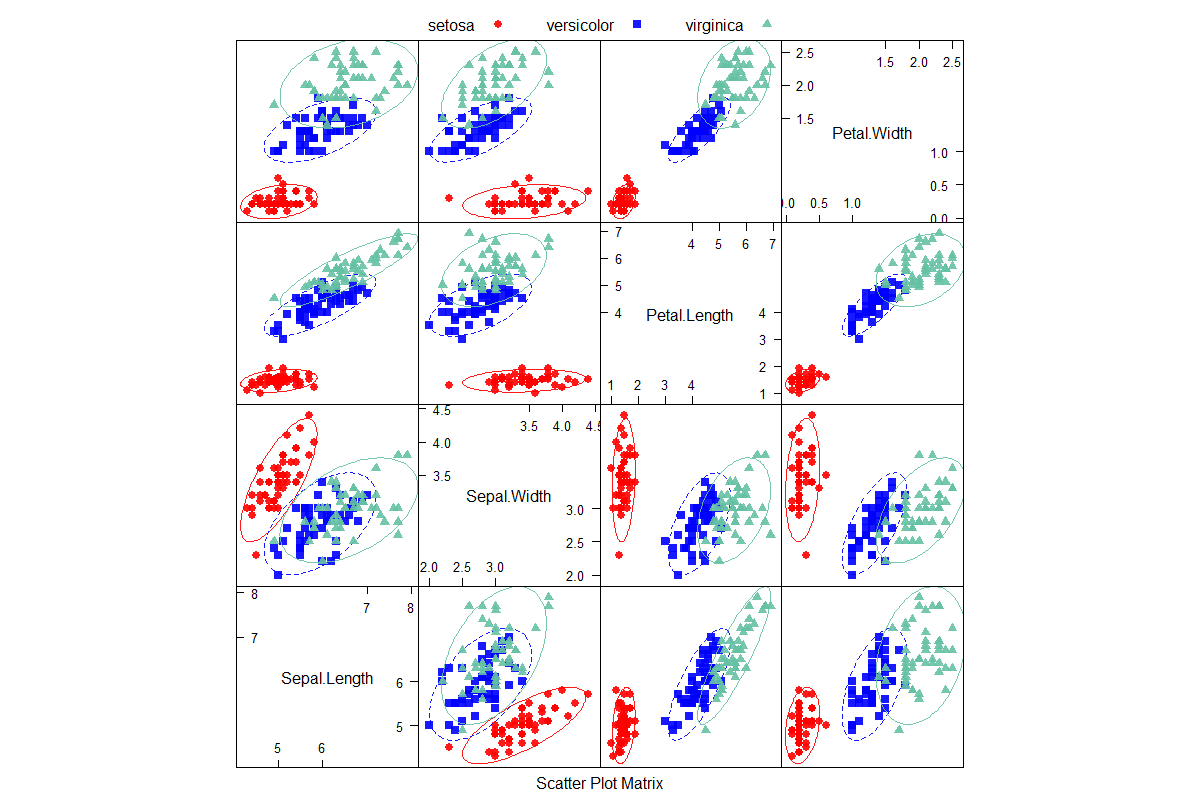 setosa versicolor virginica
2.5 1.5 2.0 2.5
2.0
1.5
Petal.Width
1.0
0.5
0.0 0.5 1.0 0.0
7 4 5 6 7
6
5
4 Petal.Length 4
3
2
1 2 3 4 1
4.5 3.5 4.0 4.5
4.0
3.5
Sepal.Width
3.0
2.5
2.0 2.5 3.0 2.0
8 7 8
7
Sepal.Length 6
5
5 6
Scatter Plot Matrix